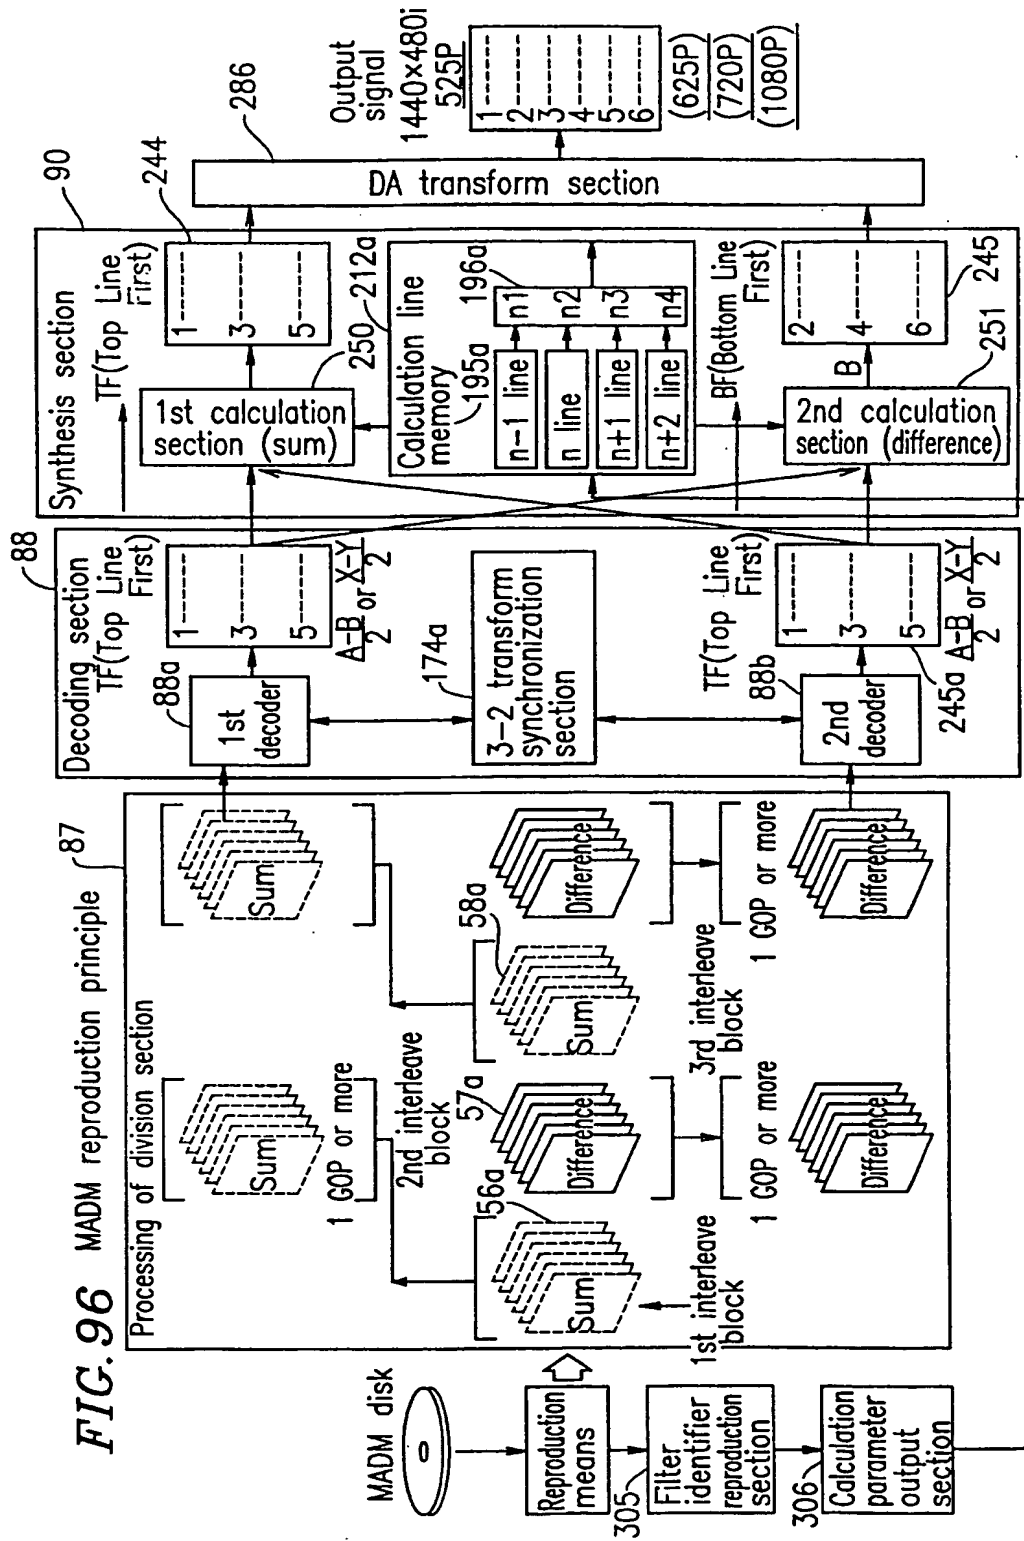 FIG. 96 MADM reproduction principle
MADM disk
Reproduction
means
305
Filter
identifier
reproduction
section
306
Calculation
parameter
output
section
87
Processing of division section
Sum
1 GOP or more
2nd interleave
block
Sum
56a
Sum
1st interleave
block
57a
Difference
58a
Sum
3rd interleave
block
Difference
1 GOP or more
Difference
1 GOP or more
Difference
88
Decoding section
TF(Top Line
First)
88a
1st
decoder
1
3
5
A-B or X-Y
2 2
174a
3-2 transform
synchronization
section
TF(Top Line
First)
88b
2nd
decoder
1
3
5
A-B or X-Y
2 2
245a
90
Synthesis section
TF(Top Line
First)
244
1
3
5
1st calculation
section (sum)
250
212a
Calculation line
memory
195a
196a
n-1 line
n line
n+1 line
n+2 line
n1
n2
n3
n4
BF(Bottom Line
First)
2nd calculation
section (difference)
251
B
2
4
6
245
286
DA transform section
Output
signal
1440×480i
525P
1
2
3
4
5
6
(625P)
(720P)
(1080P)